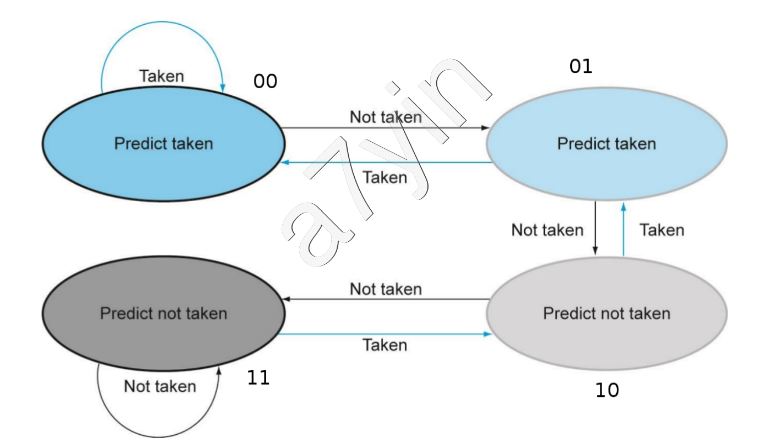 Taken
00
01
Predict taken
Not taken
Predict taken
Taken
Not taken
Taken
Predict not taken
Not taken
Predict not taken
Taken
Not taken
11
10
a7yin